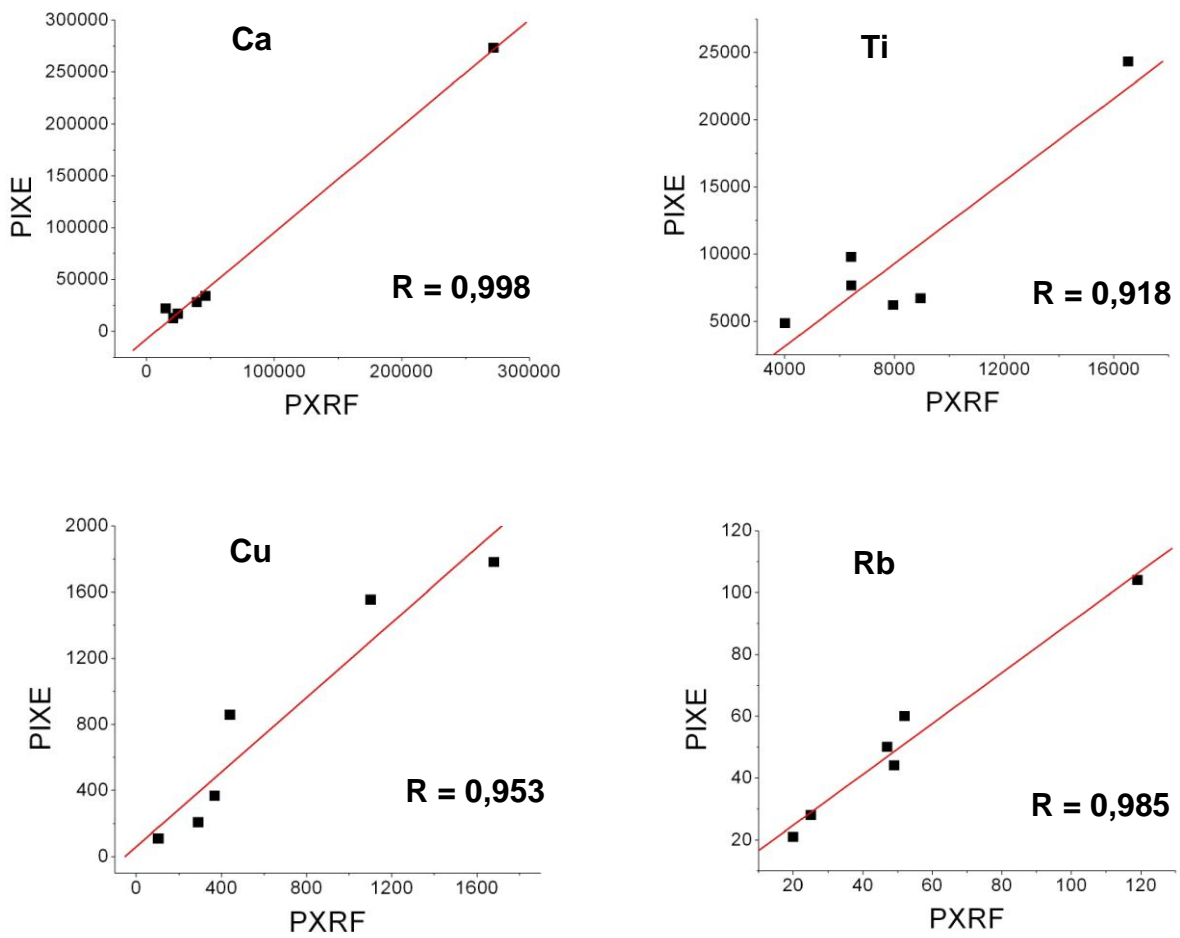 Ca
300000
250000
200000
150000
100000
50000
0
PIXE
R = 0,998
0 100000 200000 300000
PXRF
Ti
25000
20000
15000
10000
5000
PIXE
R = 0,918
4000 8000 12000 16000
PXRF
Cu
2000
1600
1200
800
400
0
PIXE
R = 0,953
0 400 800 1200 1600
PXRF
Rb
120
100
80
60
40
20
PIXE
R = 0,985
20 40 60 80 100 120
PXRF